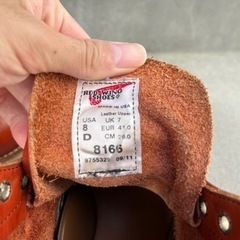 RED WING
SHOES
MADE IN USA
Leather Upper
USA UK 7
8 EUR 41.0
D CM 26.0
8166
09/11